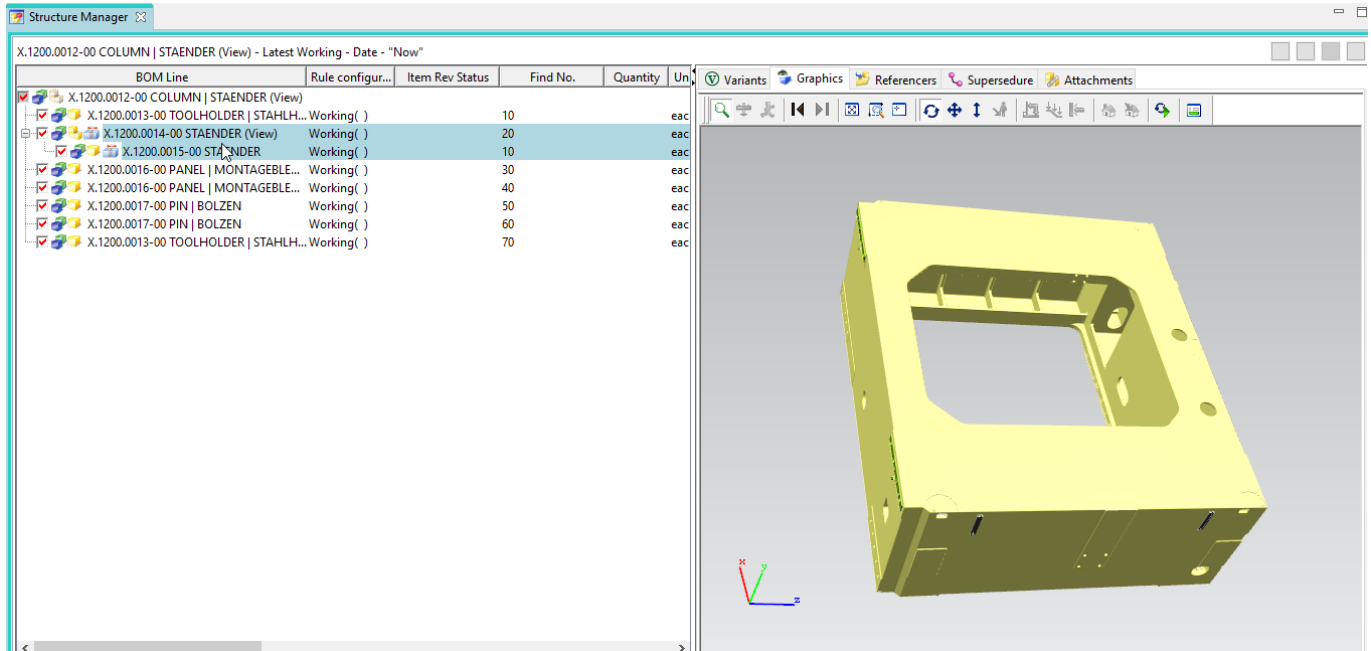 Structure Manager
X.1200.0012-00 COLUMN | STAENDER (View) - Latest Working - Date - "Now"
BOM Line Rule configur... Item Rev Status Find No. Quantity Un
X.1200.0012-00 COLUMN | STAENDER (View)
X.1200.0013-00 TOOLHOLDER | STAHLH... Working( ) 10 eac
X.1200.0014-00 STAENDER (View) Working( ) 20 eac
X.1200.0015-00 STAENDER Working( ) 10 eac
X.1200.0016-00 PANEL | MONTAGEBLE... Working( ) 30 eac
X.1200.0016-00 PANEL | MONTAGEBLE... Working( ) 40 eac
X.1200.0017-00 PIN | BOLZEN Working( ) 50 eac
X.1200.0017-00 PIN | BOLZEN Working( ) 60 eac
X.1200.0013-00 TOOLHOLDER | STAHLH... Working( ) 70 eac
Variants Graphics Referencers Supersedure Attachments
x y z